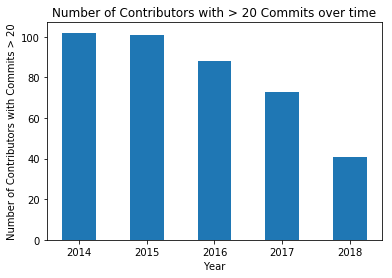 Number of Contributors with > 20 Commits over time
Number of Contributors with Commits > 20
100
80
60
40
20
0
2014 2015 2016 2017 2018
Year